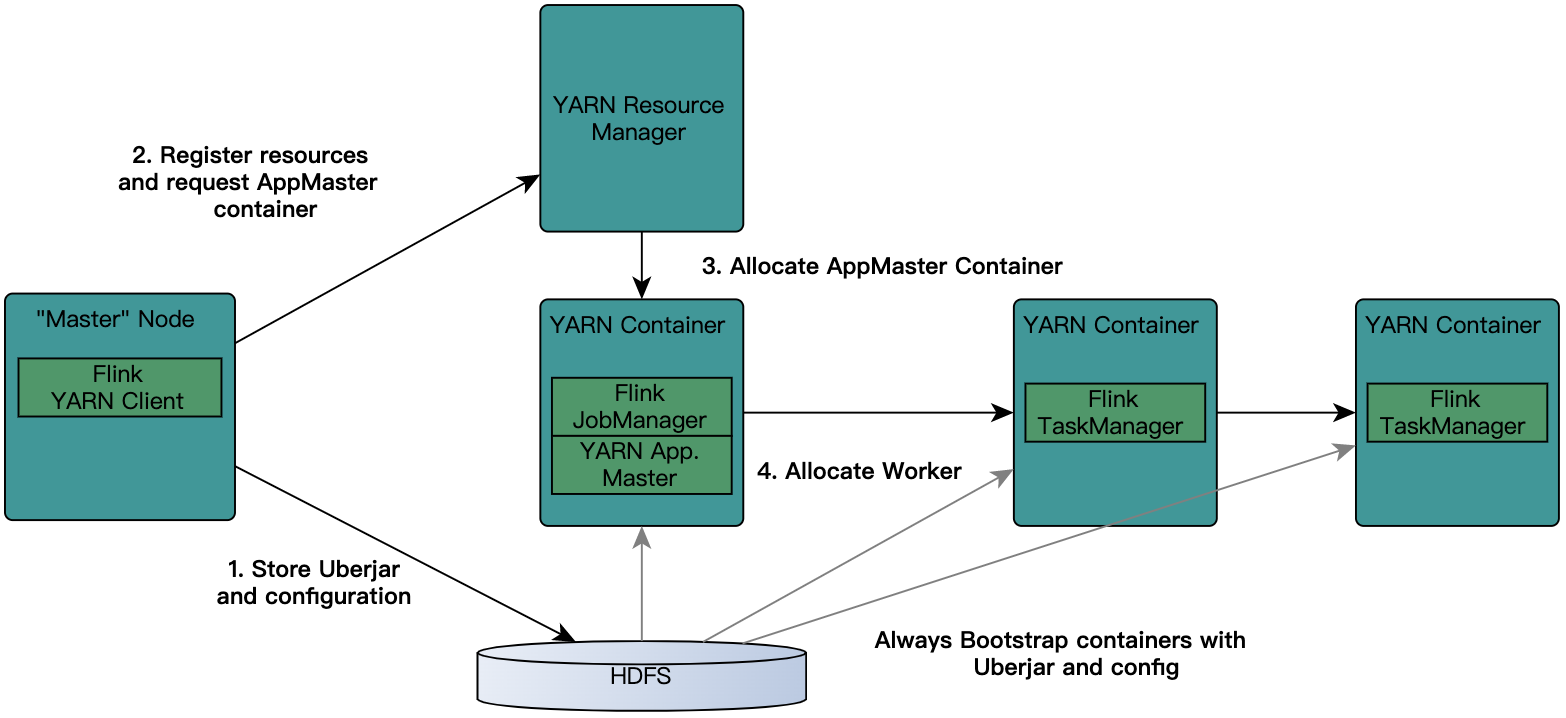 YARN Resource
Manager
2. Register resources
and request AppMaster
container
3. Allocate AppMaster Container
"Master" Node
Flink
YARN Client
YARN Container
Flink
JobManager
YARN App.
Master
4. Allocate Worker
YARN Container
Flink
TaskManager
YARN Container
Flink
TaskManager
1. Store Uberjar
and configuration
HDFS
Always Bootstrap containers with
Uberjar and config